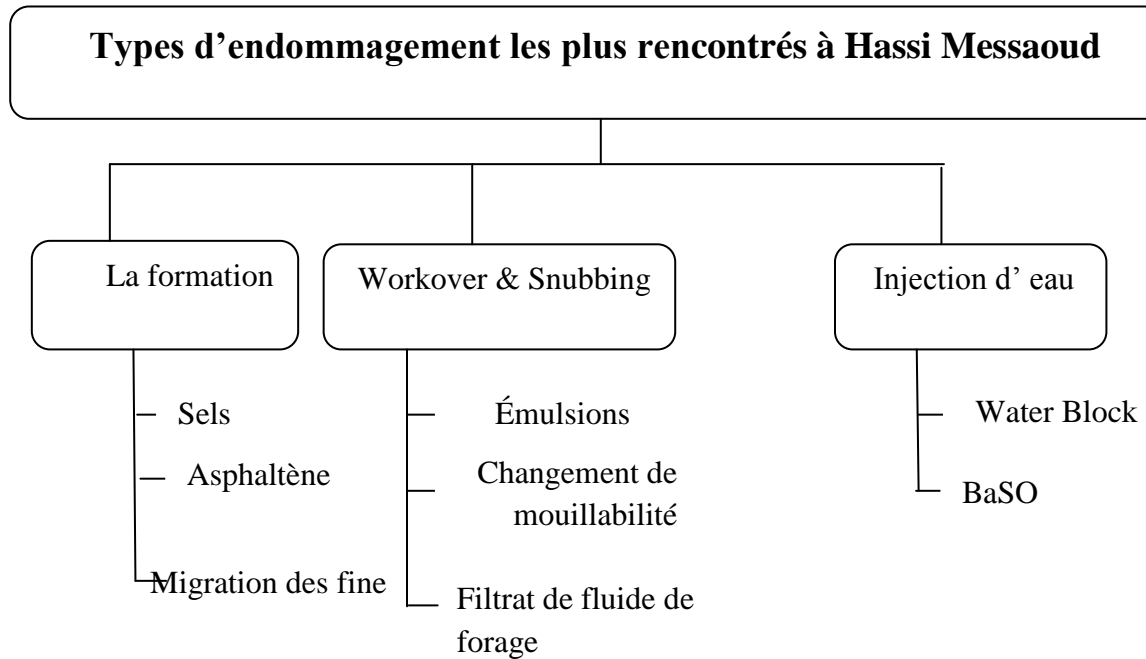 Types d’endommagement les plus rencontrés à Hassi Messaoud
La formation
Sels
Asphaltène
Migration des fine
Workover & Snubbing
Émulsions
Changement de
mouillabilité
Filtrat de fluide de
forage
Injection d’ eau
Water Block
BaSO